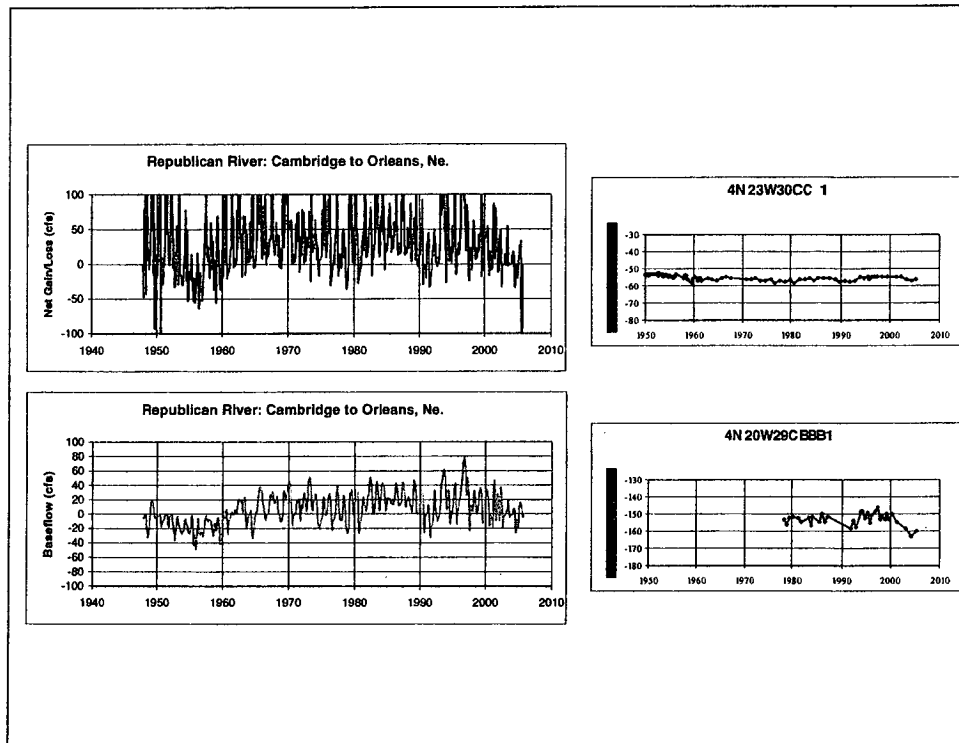 Republican River: Cambridge to Orleans, Ne.
Net Gain/Loss (cfs)
100
50
0
-50
-100
1940 1950 1960 1970 1980 1990 2000 2010
Republican River: Cambridge to Orleans, Ne.
Baseflow (cfs)
100
80
60
40
20
0
-20
-40
-60
-80
-100
1940 1950 1960 1970 1980 1990 2000 2010
4N 23W30CC 1
-30
-40
-50
-60
-70
-80
1950 1960 1970 1980 1990 2000 2010
4N 20W29CBBB1
-130
-140
-150
-160
-170
-180
1950 1960 1970 1980 1990 2000 2010